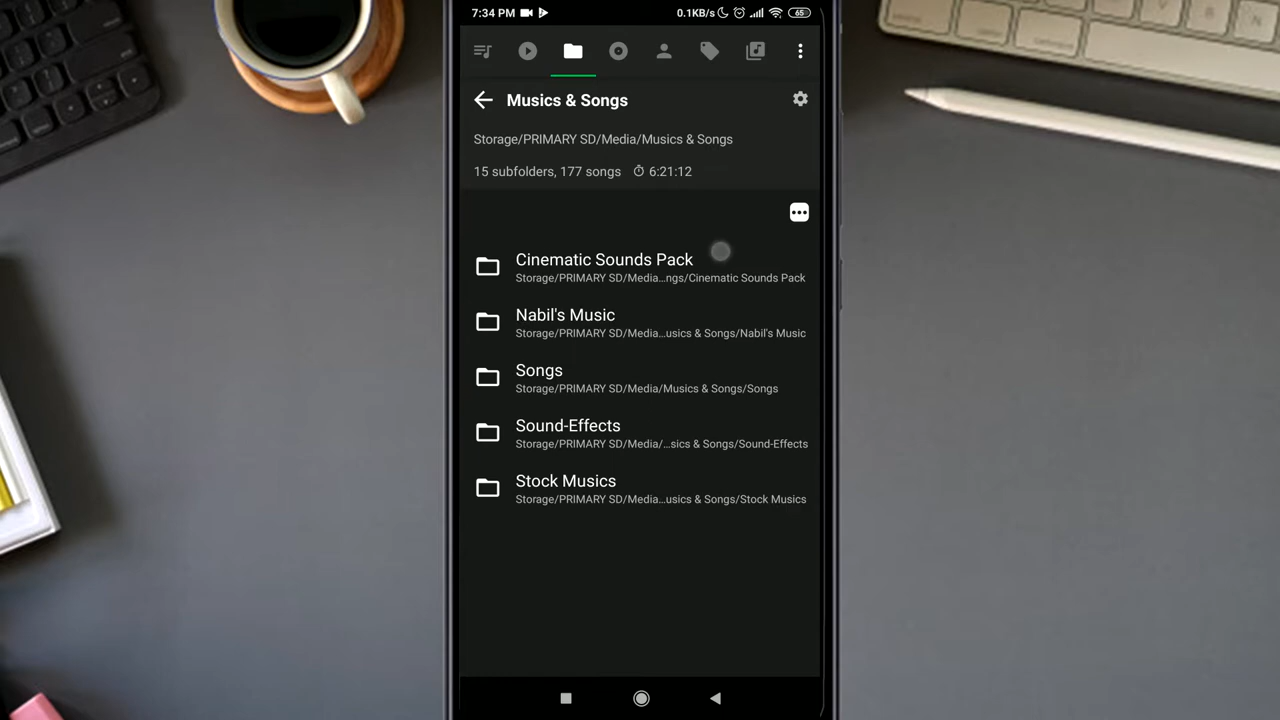 7:34 PM
0.1KB/s
65
Musics & Songs
Storage/PRIMARY SD/Media/Musics & Songs
15 subfolders, 177 songs 6:21:12
Cinematic Sounds Pack
Storage/PRIMARY SD/Media...ngs/Cinematic Sounds Pack
Nabil's Music
Storage/PRIMARY SD/Media...usics & Songs/Nabil's Music
Songs
Storage/PRIMARY SD/Media/Musics & Songs/Songs
Sound-Effects
Storage/PRIMARY SD/Media/...sics & Songs/Sound-Effects
Stock Musics
Storage/PRIMARY SD/Media...usics & Songs/Stock Musics